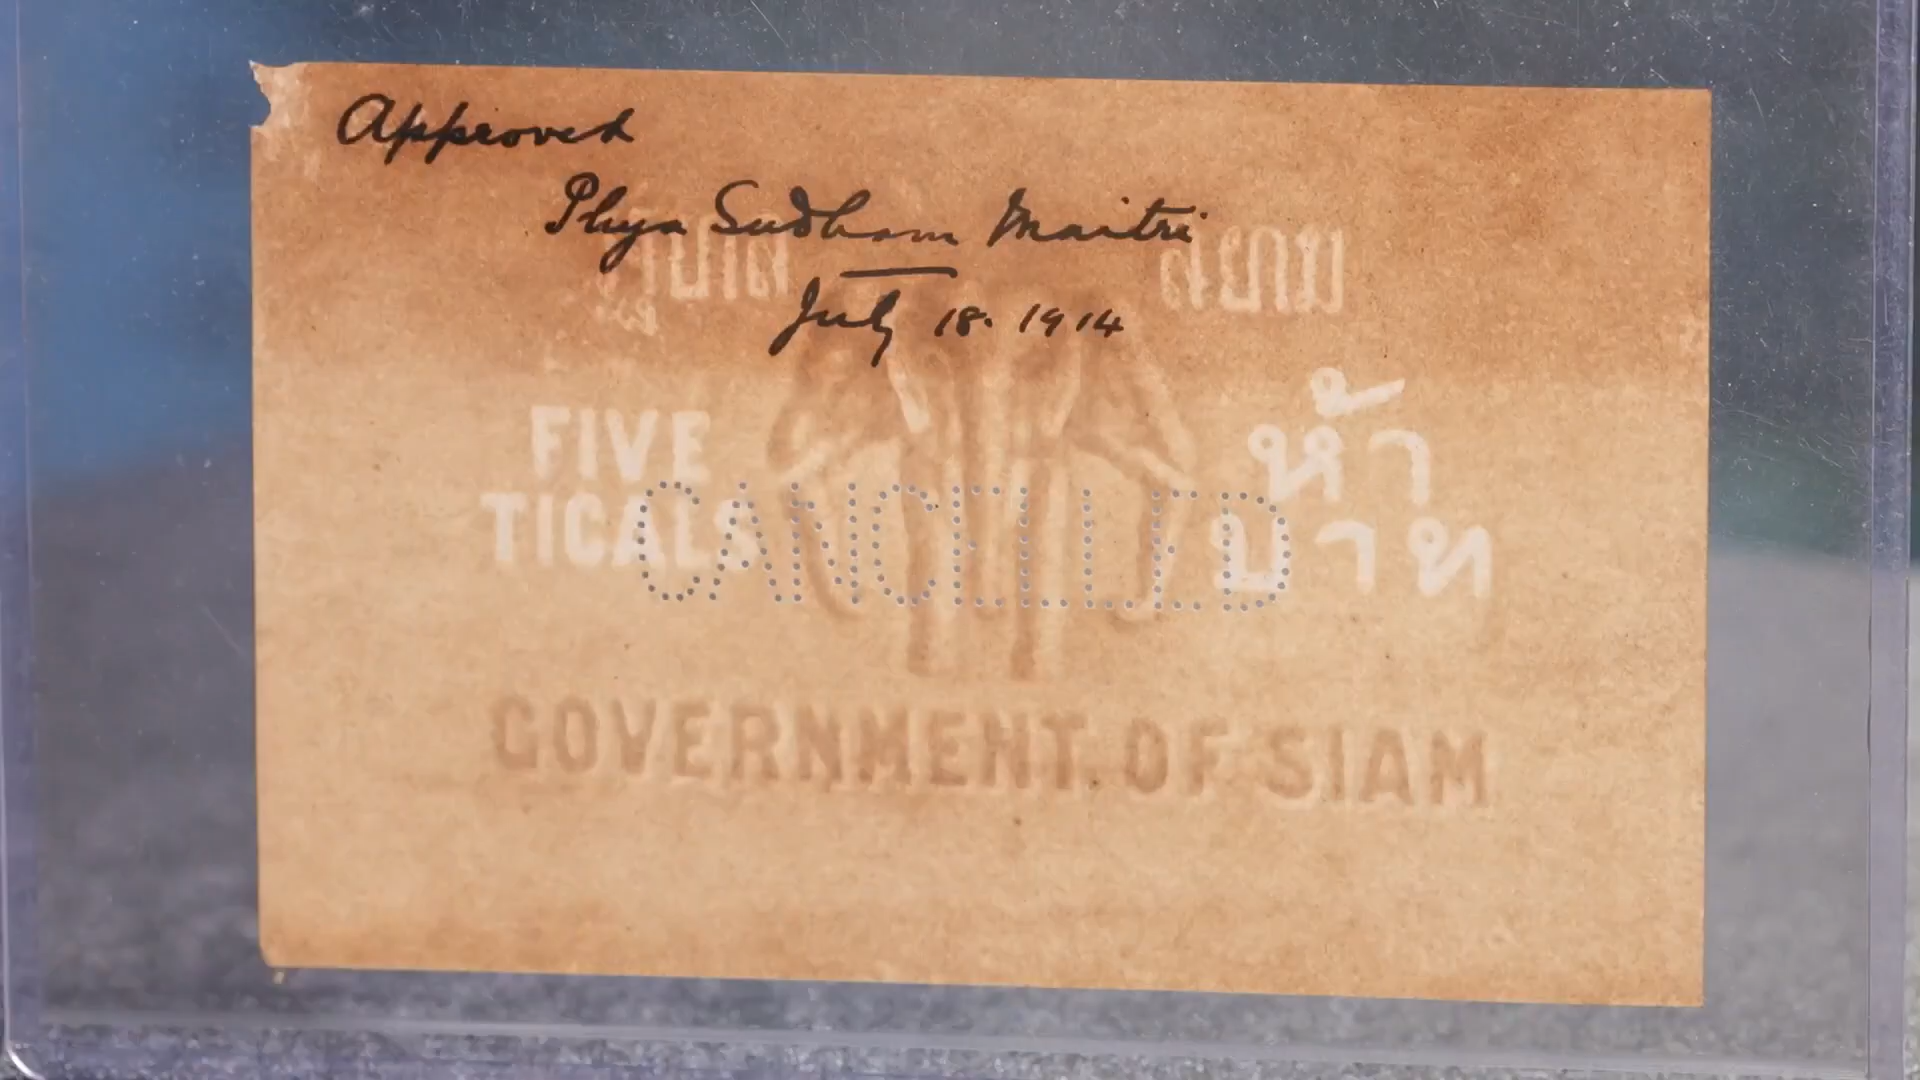 Approved
Phya Sudham Maitri
July 18. 1914
สยาม
FIVE
TICALS
ห้า
บาท
CANCELLED
GOVERNMENT OF SIAM